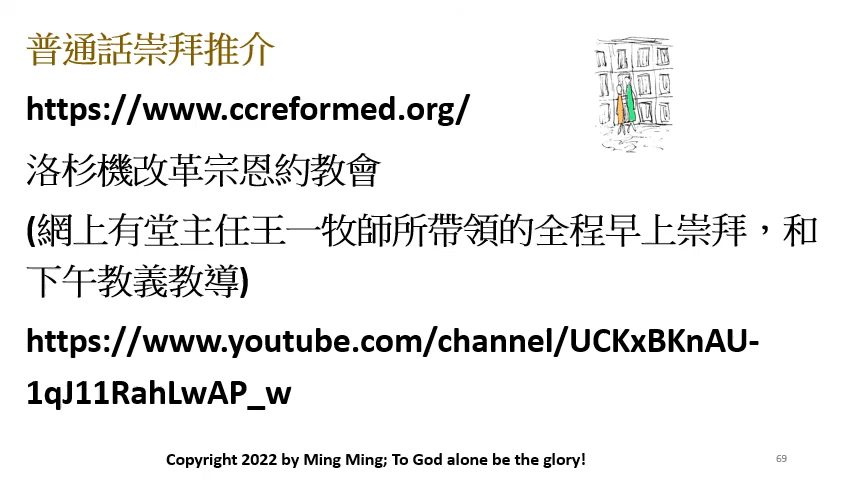 普通話崇拜推介
https://www.ccreformed.org/
洛杉機改革宗恩約教會
(網上有堂主任王一牧師所帶領的全程早上崇拜，和
下午教義教導)
https://www.youtube.com/channel/UCKxBKnAU-
1qJ11RahLwAP_w
Copyright 2022 by Ming Ming; To God alone be the glory!
69